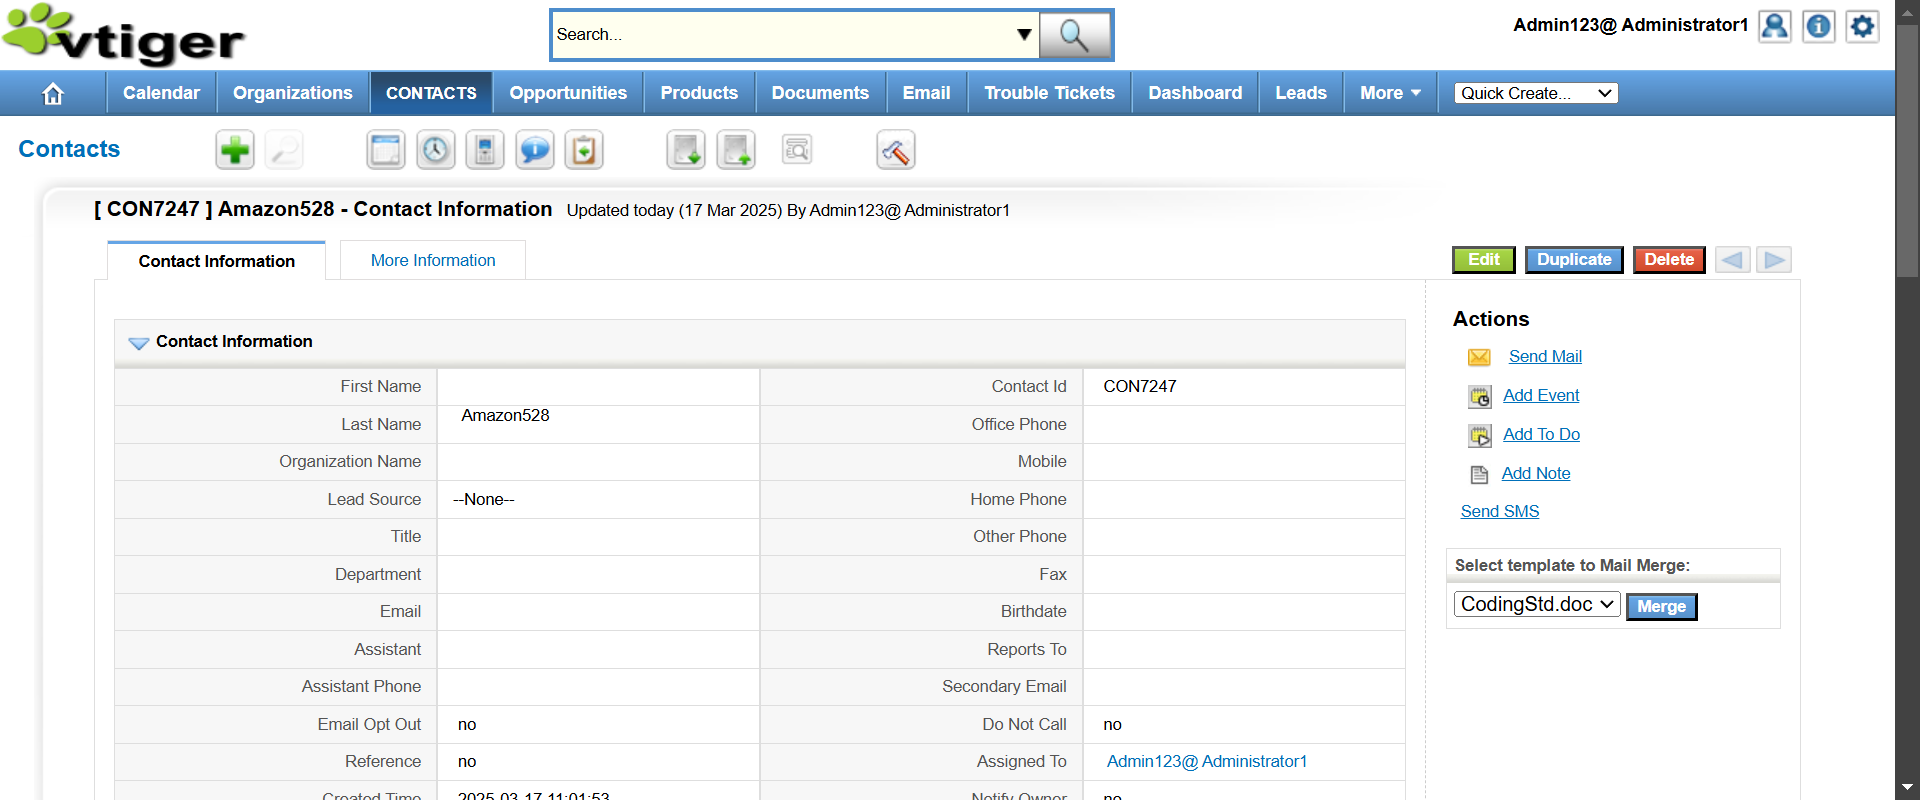 vtiger
Search...
Admin123@ Administrator1
Calendar
Organizations
CONTACTS
Opportunities
Products
Documents
Email
Trouble Tickets
Dashboard
Leads
More
Quick Create...
Contacts
[ CON7247 ] Amazon528 - Contact Information Updated today (17 Mar 2025) By Admin123@ Administrator1
Contact Information
More Information
Edit
Duplicate
Delete
Contact Information
First Name
Contact Id CON7247
Last Name Amazon528
Office Phone
Organization Name
Mobile
Lead Source --None--
Home Phone
Title
Other Phone
Department
Fax
Email
Birthdate
Assistant
Reports To
Assistant Phone
Secondary Email
Email Opt Out no
Do Not Call no
Reference no
Assigned To Admin123@ Administrator1
Created Time 2025-03-17 11:01:53
Notify Owner no
Actions
Send Mail
Add Event
Add To Do
Add Note
Send SMS
Select template to Mail Merge:
CodingStd.doc
Merge